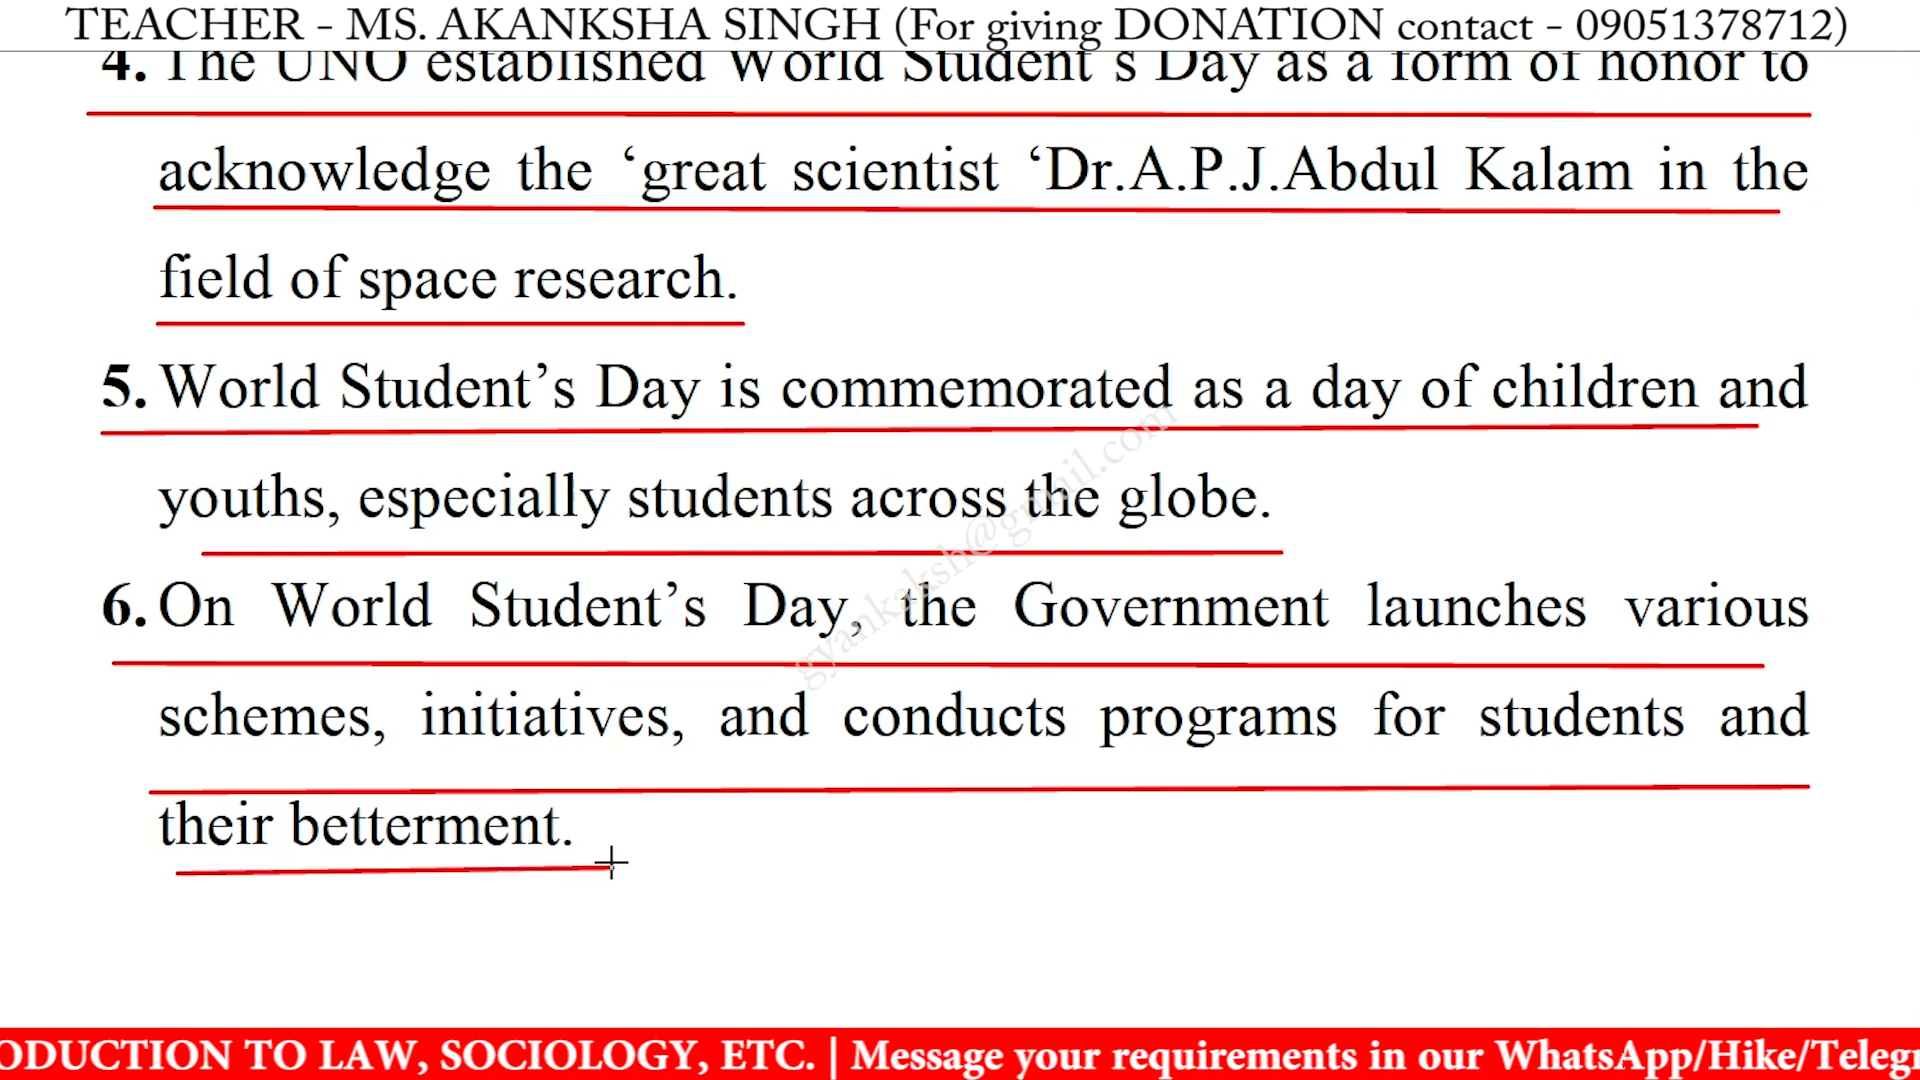 TEACHER - MS. AKANKSHA SINGH (For giving DONATION contact - 09051378712)
4. The UNO established World Student's Day as a form of honor to
acknowledge the ‘great scientist ‘Dr.A.P.J.Abdul Kalam in the
field of space research.
5. World Student’s Day is commemorated as a day of children and
youths, especially students across the globe.
gyankaksh@gmail.com
6. On World Student’s Day, the Government launches various
schemes, initiatives, and conducts programs for students and
their betterment.
ODUCTION TO LAW, SOCIOLOGY, ETC. | Message your requirements in our WhatsApp/Hike/Telegr